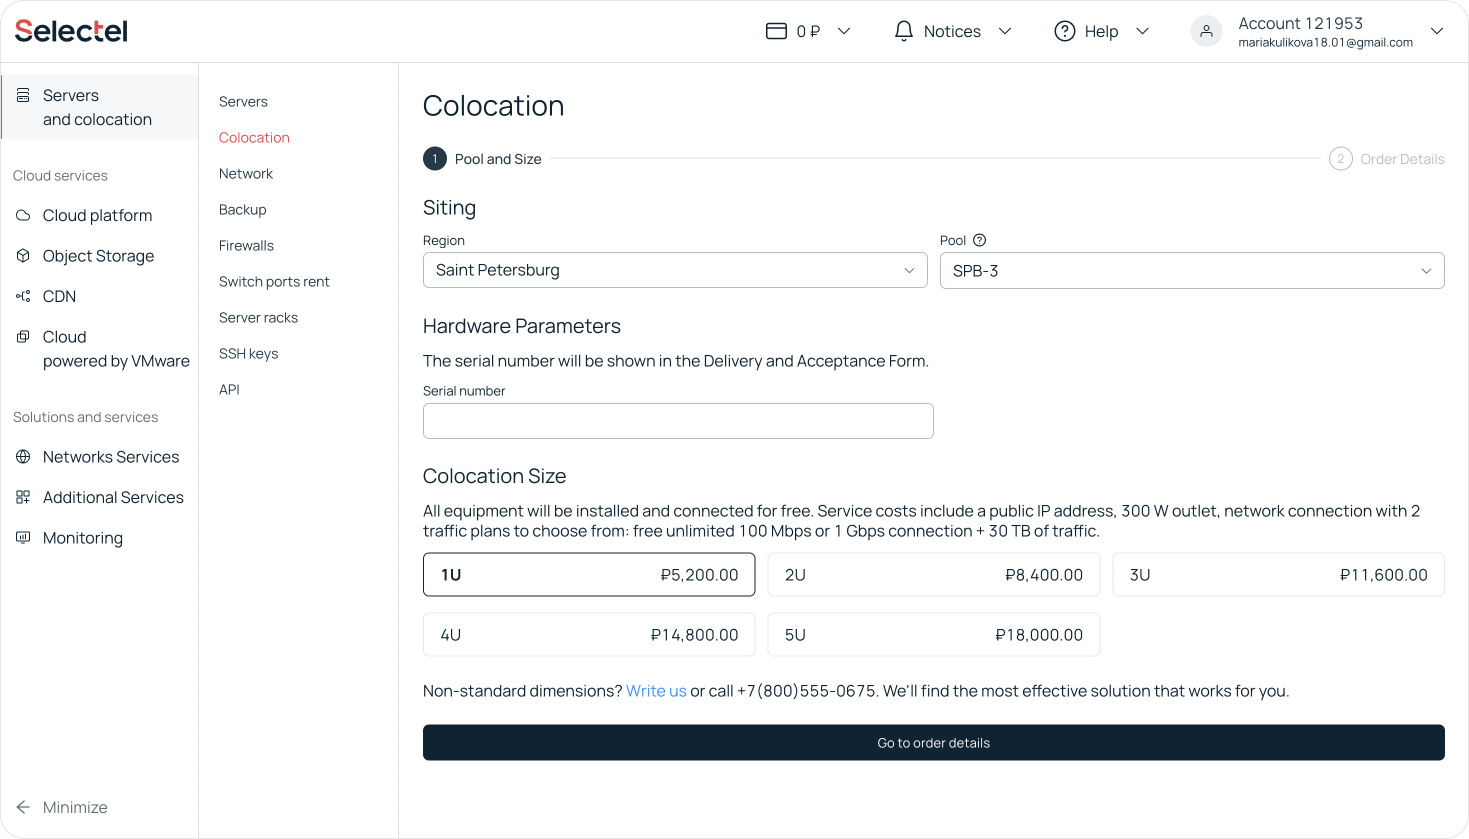 Selectel
0 ₽
Notices
Help
Account 121953
mariakulikova18.01@gmail.com
Servers
and colocation
Cloud services
Cloud platform
Object Storage
CDN
Cloud
powered by VMware
Solutions and services
Networks Services
Additional Services
Monitoring
Minimize
Servers
Colocation
Network
Backup
Firewalls
Switch ports rent
Server racks
SSH keys
API
Colocation
1 Pool and Size
2 Order Details
Siting
Region
Saint Petersburg
Pool
SPB-3
Hardware Parameters
The serial number will be shown in the Delivery and Acceptance Form.
Serial number
Colocation Size
All equipment will be installed and connected for free. Service costs include a public IP address, 300 W outlet, network connection with 2
traffic plans to choose from: free unlimited 100 Mbps or 1 Gbps connection + 30 TB of traffic.
1U ₽5,200.00
2U ₽8,400.00
3U ₽11,600.00
4U ₽14,800.00
5U ₽18,000.00
Non-standard dimensions? Write us or call +7(800)555-0675. We'll find the most effective solution that works for you.
Go to order details